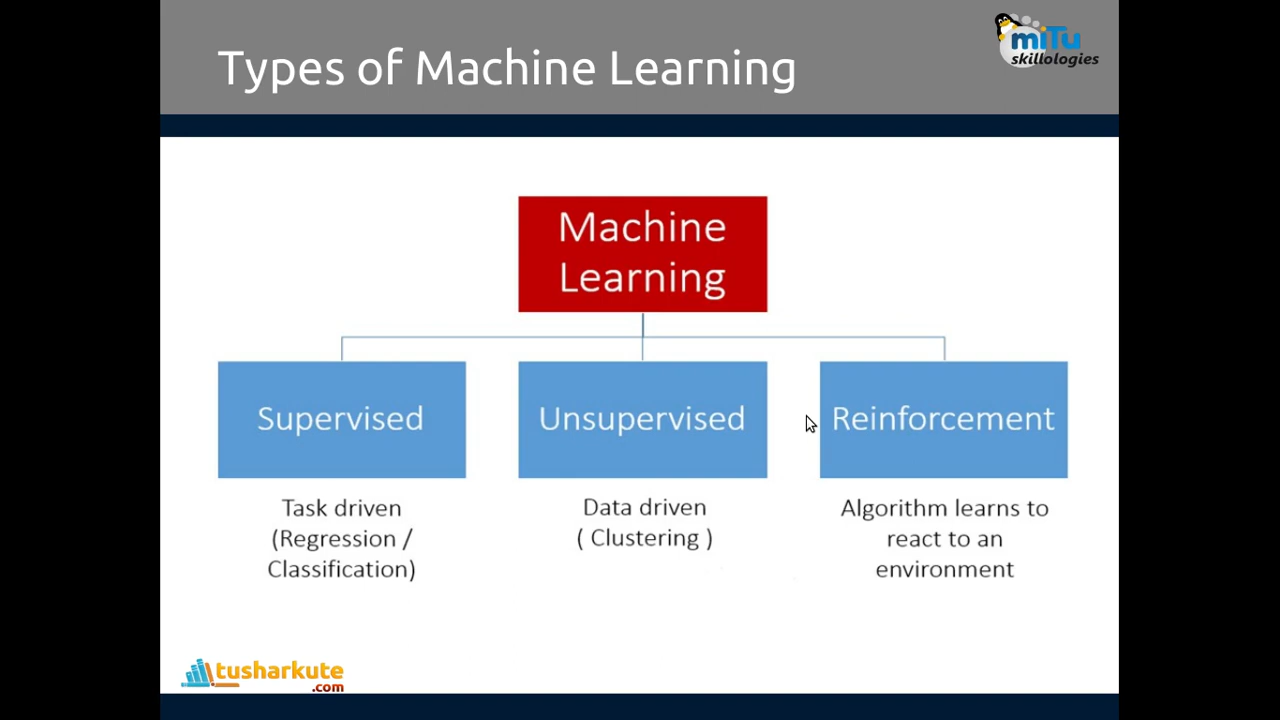 Types of Machine Learning
miTu
skillologies
Machine
Learning
Supervised
Unsupervised
Reinforcement
Task driven
(Regression /
Classification)
Data driven
( Clustering )
Algorithm learns to
react to an
environment
tusharkute
.com